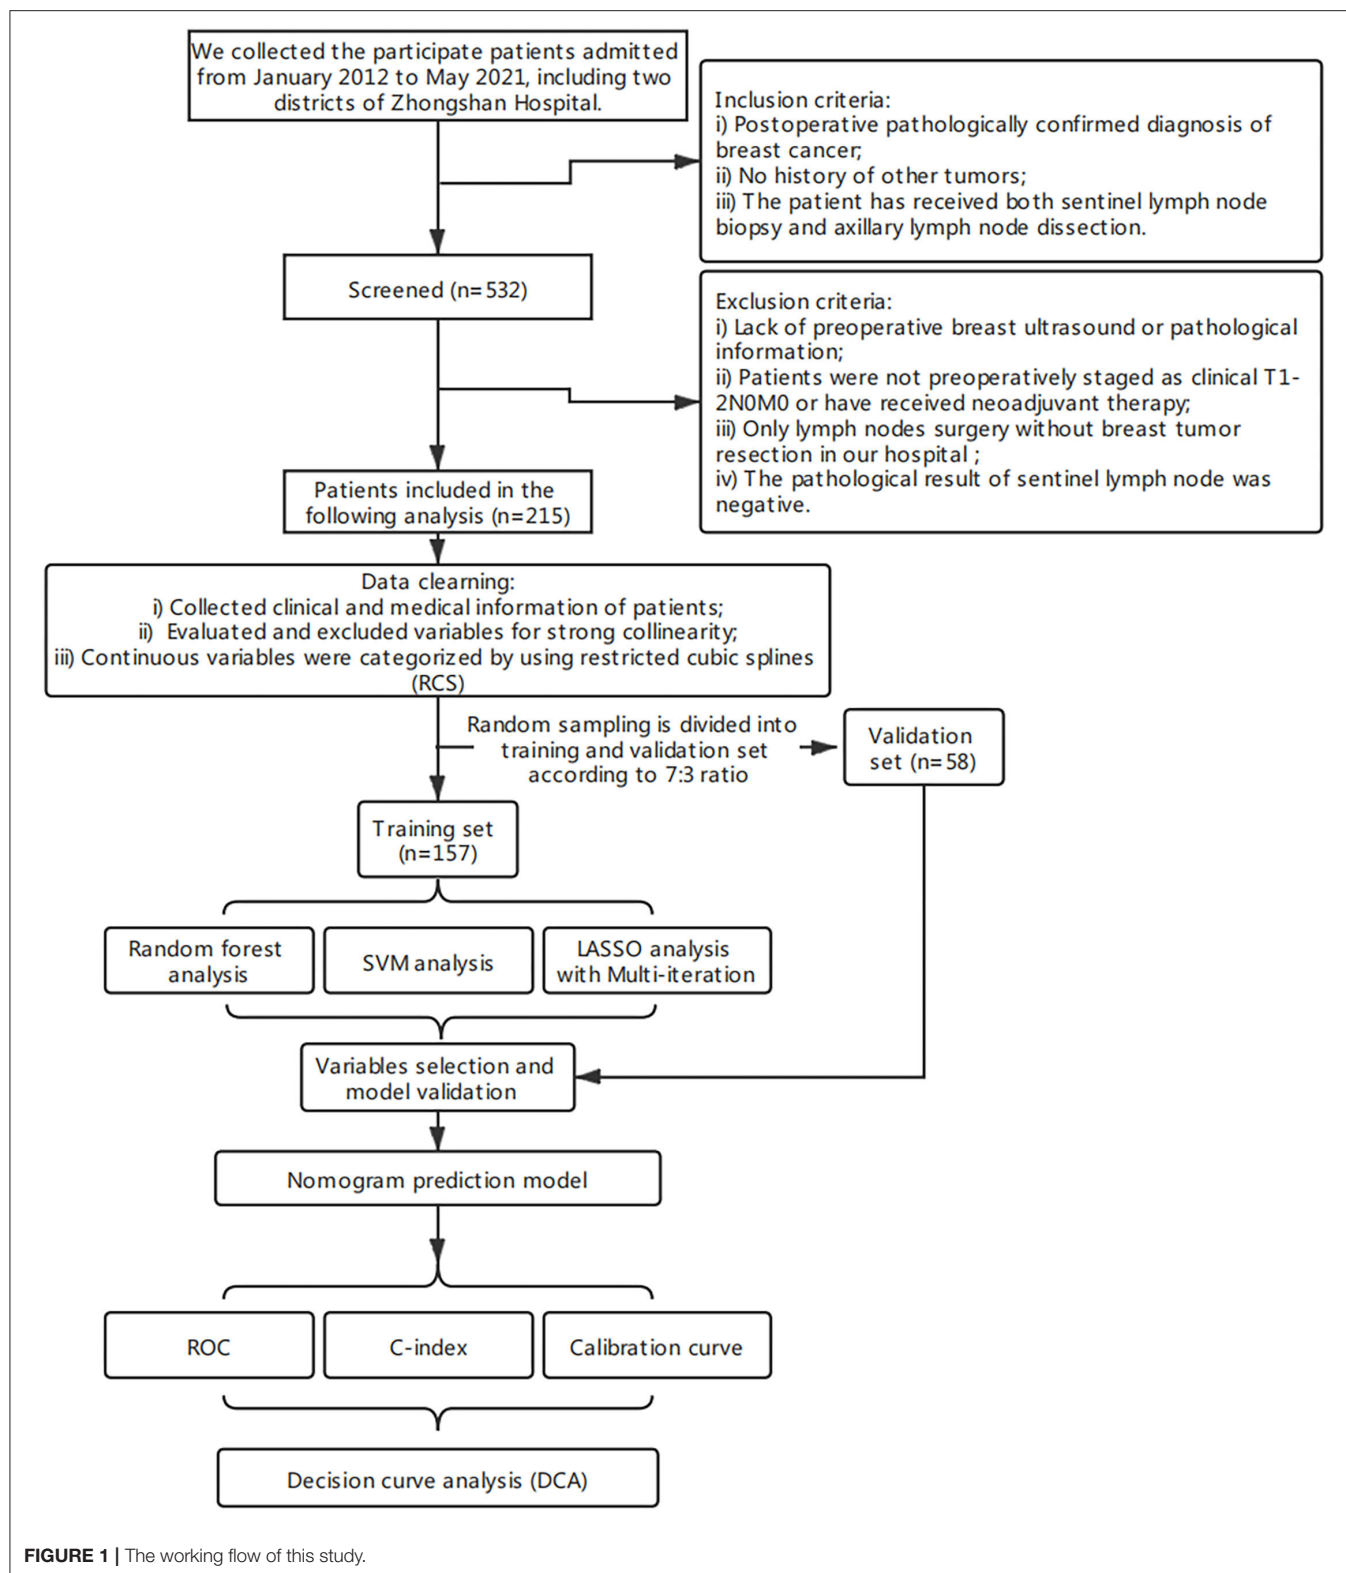 We collected the participate patients admitted
from January 2012 to May 2021, including two
districts of Zhongshan Hospital.
Inclusion criteria:
i) Postoperative pathologically confirmed diagnosis of
breast cancer;
ii) No history of other tumors;
iii) The patient has received both sentinel lymph node
biopsy and axillary lymph node dissection.
Screened (n=532)
Exclusion criteria:
i) Lack of preoperative breast ultrasound or pathological
information;
ii) Patients were not preoperatively staged as clinical T1-
2N0M0 or have received neoadjuvant therapy;
iii) Only lymph nodes surgery without breast tumor
resection in our hospital ;
iv) The pathological result of sentinel lymph node was
negative.
Patients included in the
following analysis (n=215)
Data clearning:
i) Collected clinical and medical information of patients;
ii) Evaluated and excluded variables for strong collinearity;
iii) Continuous variables were categorized by using restricted cubic splines
(RCS)
Random sampling is divided into
training and validation set
according to 7:3 ratio
Validation
set (n=58)
Training set
(n=157)
Random forest
analysis
SVM analysis
LASSO analysis
with Multi-iteration
Variables selection and
model validation
Nomogram prediction model
ROC
C-index
Calibration curve
Decision curve analysis (DCA)
FIGURE 1 | The working flow of this study.